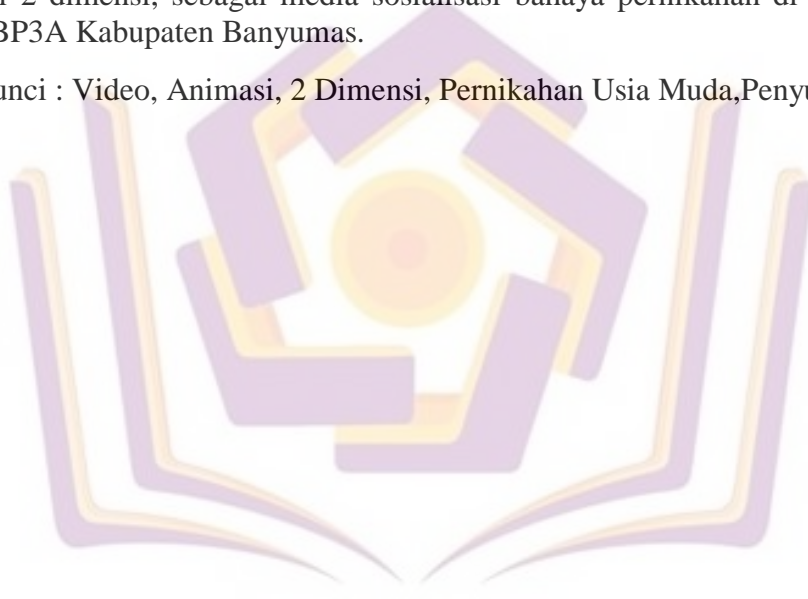 2 dimensi, sebagai media sosialisasi bahaya pernikahan di
BP3A Kabupaten Banyumas.
unci : Video, Animasi, 2 Dimensi, Pernikahan Usia Muda,Penyu